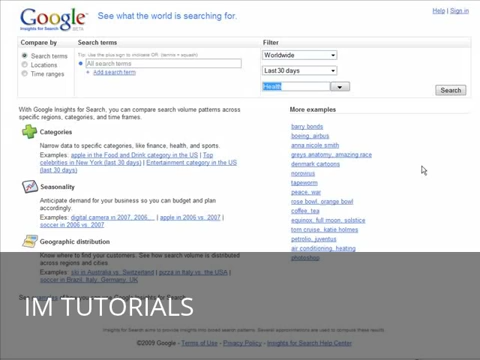 Google™
Insights for Search BETA
See what the world is searching for.
Help | Sign in
Compare by
Search terms
Locations
Time ranges
Search terms
Tip: Use the plus sign to indicate OR. (tennis + squash)
All search terms
+ Add search term
Filter
Worldwide
Last 30 days
Health
Search
With Google Insights for Search, you can compare search volume patterns across
specific regions, categories, and time frames.
Categories
Narrow data to specific categories, like finance, health, and sports.
Examples: apple in the Food and Drink category in the US | Top
celebrities in New York (last 30 days) | Entertainment category in the US
(last 30 days)
Seasonality
Anticipate demand for your business so you can budget and plan
accordingly.
Examples: digital camera in 2007, 2006, ... | apple in 2006 vs. 2007 |
soccer in 2006 vs. 2007
Geographic distribution
Know where to find your customers. See how search volume is distributed
across regions and cities.
Examples: ski in Australia vs. Switzerland | pizza in Italy vs. the USA |
soccer in Brazil, Italy, Germany, UK
More examples
barry bonds
boeing, airbus
anna nicole smith
greys anatomy, amazing race
denmark cartoons
norovirus
tapeworm
peace, war
rose bowl, orange bowl
coffee, tea
equinox, full moon, solstice
tom cruise, katie holmes
petrolio, juventus
air conditioning, heating
photoshop
IM TUTORIALS
©2009 Google - Terms of Use - Privacy Policy - Insights for Search Help Center